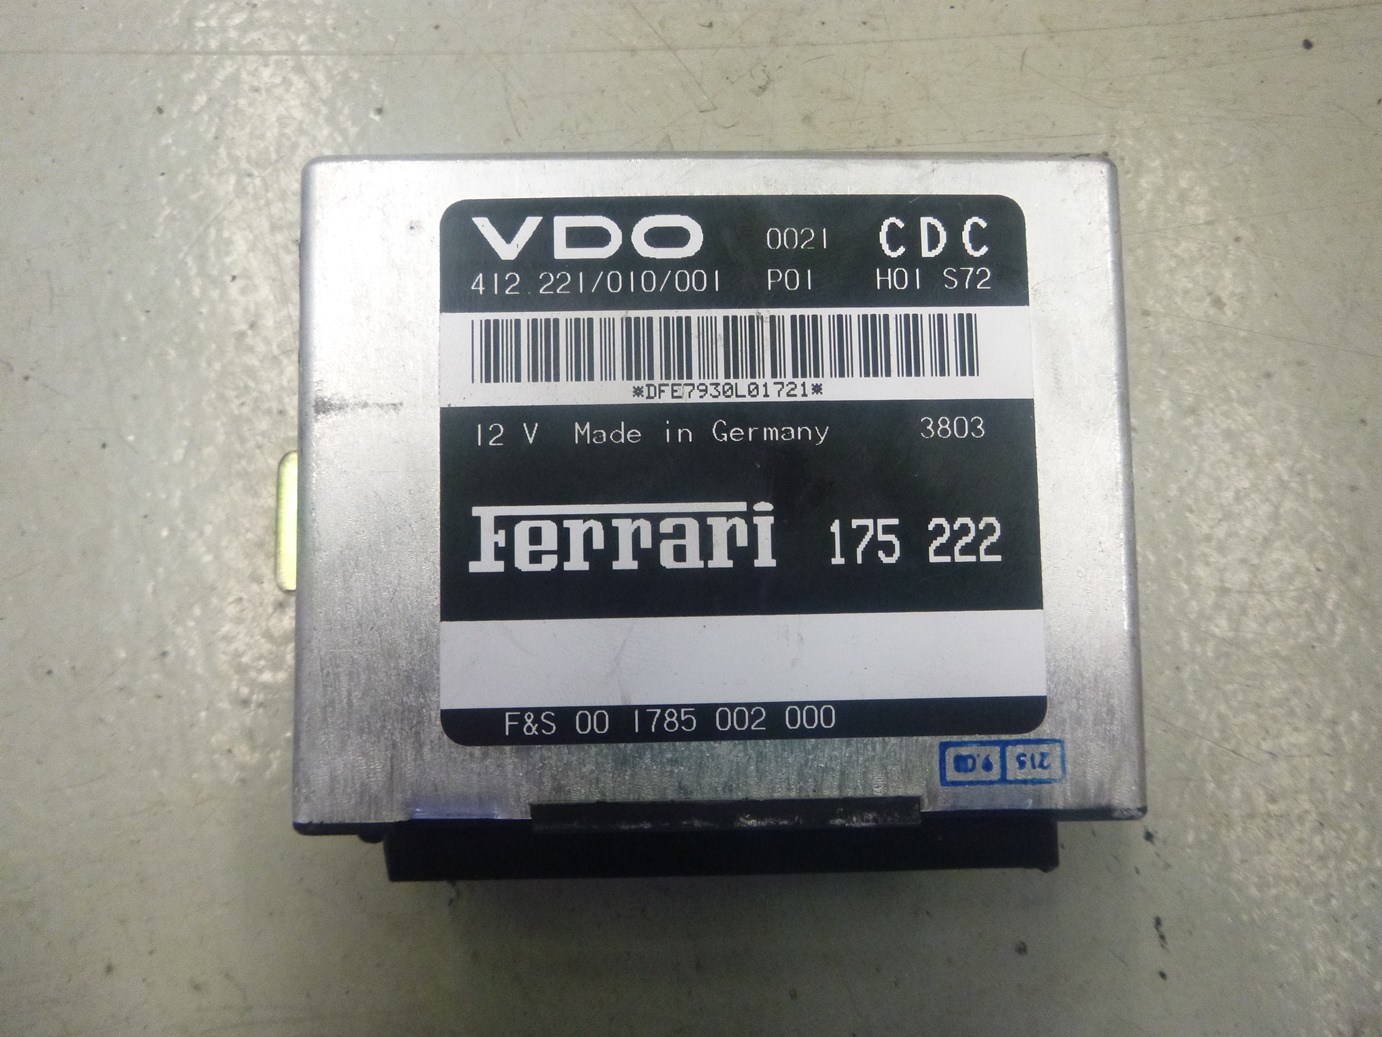 VDO 0021 CDC
412.221/010/001 P01 H01 S72
*DFE7930L01721*
12 V Made in Germany 3803
Ferrari 175 222
F&S 00 1785 002 000
215